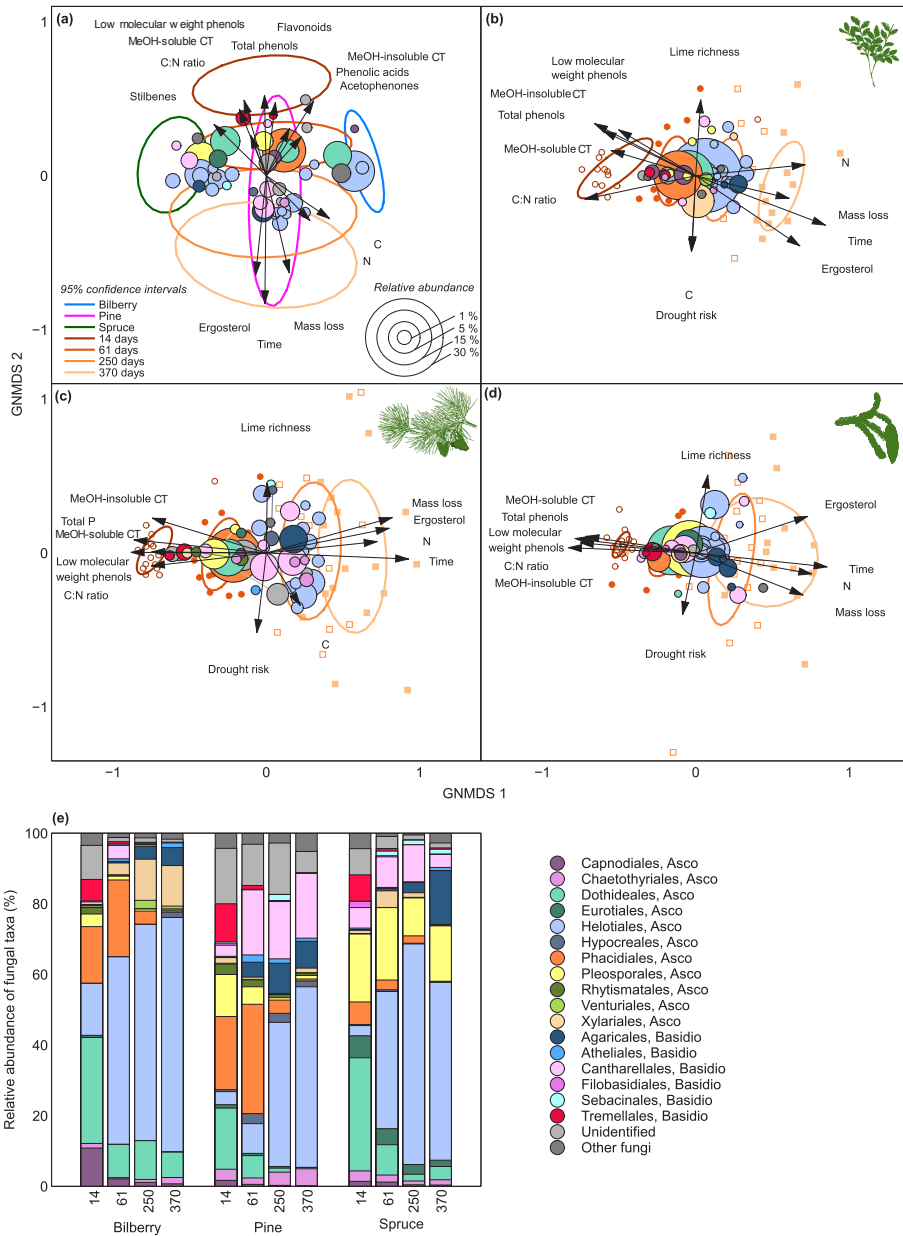 (a)
Low molecular weight phenols
Flavonoids
MeOH-soluble CT
Total phenols
MeOH-insoluble CT
C:N ratio
Phenolic acids
Acetophenones
Stilbenes
C
N
Ergosterol
Mass loss
Time
95% confidence intervals
Bilberry
Pine
Spruce
14 days
61 days
250 days
370 days
Relative abundance
1 %
5 %
15 %
30 %
1
0
−1
(b)
Lime richness
Low molecular
weight phenols
MeOH-insoluble CT
Total phenols
MeOH-soluble CT
C:N ratio
N
Mass loss
Time
Ergosterol
C
Drought risk
GNMDS 2
(c)
Lime richness
MeOH-insoluble CT
Total P
MeOH-soluble CT
Low molecular
weight phenols
C:N ratio
Mass loss
Ergosterol
N
Time
C
Drought risk
1
0
−1
−1
0
1
(d)
Lime richness
MeOH-soluble CT
Total phenols
Low molecular
weight phenols
C:N ratio
MeOH-insoluble CT
Ergosterol
Time
N
Mass loss
Drought risk
−1
0
1
GNMDS 1
(e)
Relative abundance of fungal taxa (%)
100
80
60
40
20
0
14
61
250
370
14
61
250
370
14
61
250
370
Bilberry
Pine
Spruce
Capnodiales, Asco
Chaetothyriales, Asco
Dothideales, Asco
Eurotiales, Asco
Helotiales, Asco
Hypocreales, Asco
Phacidiales, Asco
Pleosporales, Asco
Rhytismatales, Asco
Venturiales, Asco
Xylariales, Asco
Agaricales, Basidio
Atheliales, Basidio
Cantharellales, Basidio
Filobasidiales, Basidio
Sebacinales, Basidio
Tremellales, Basidio
Unidentified
Other fungi